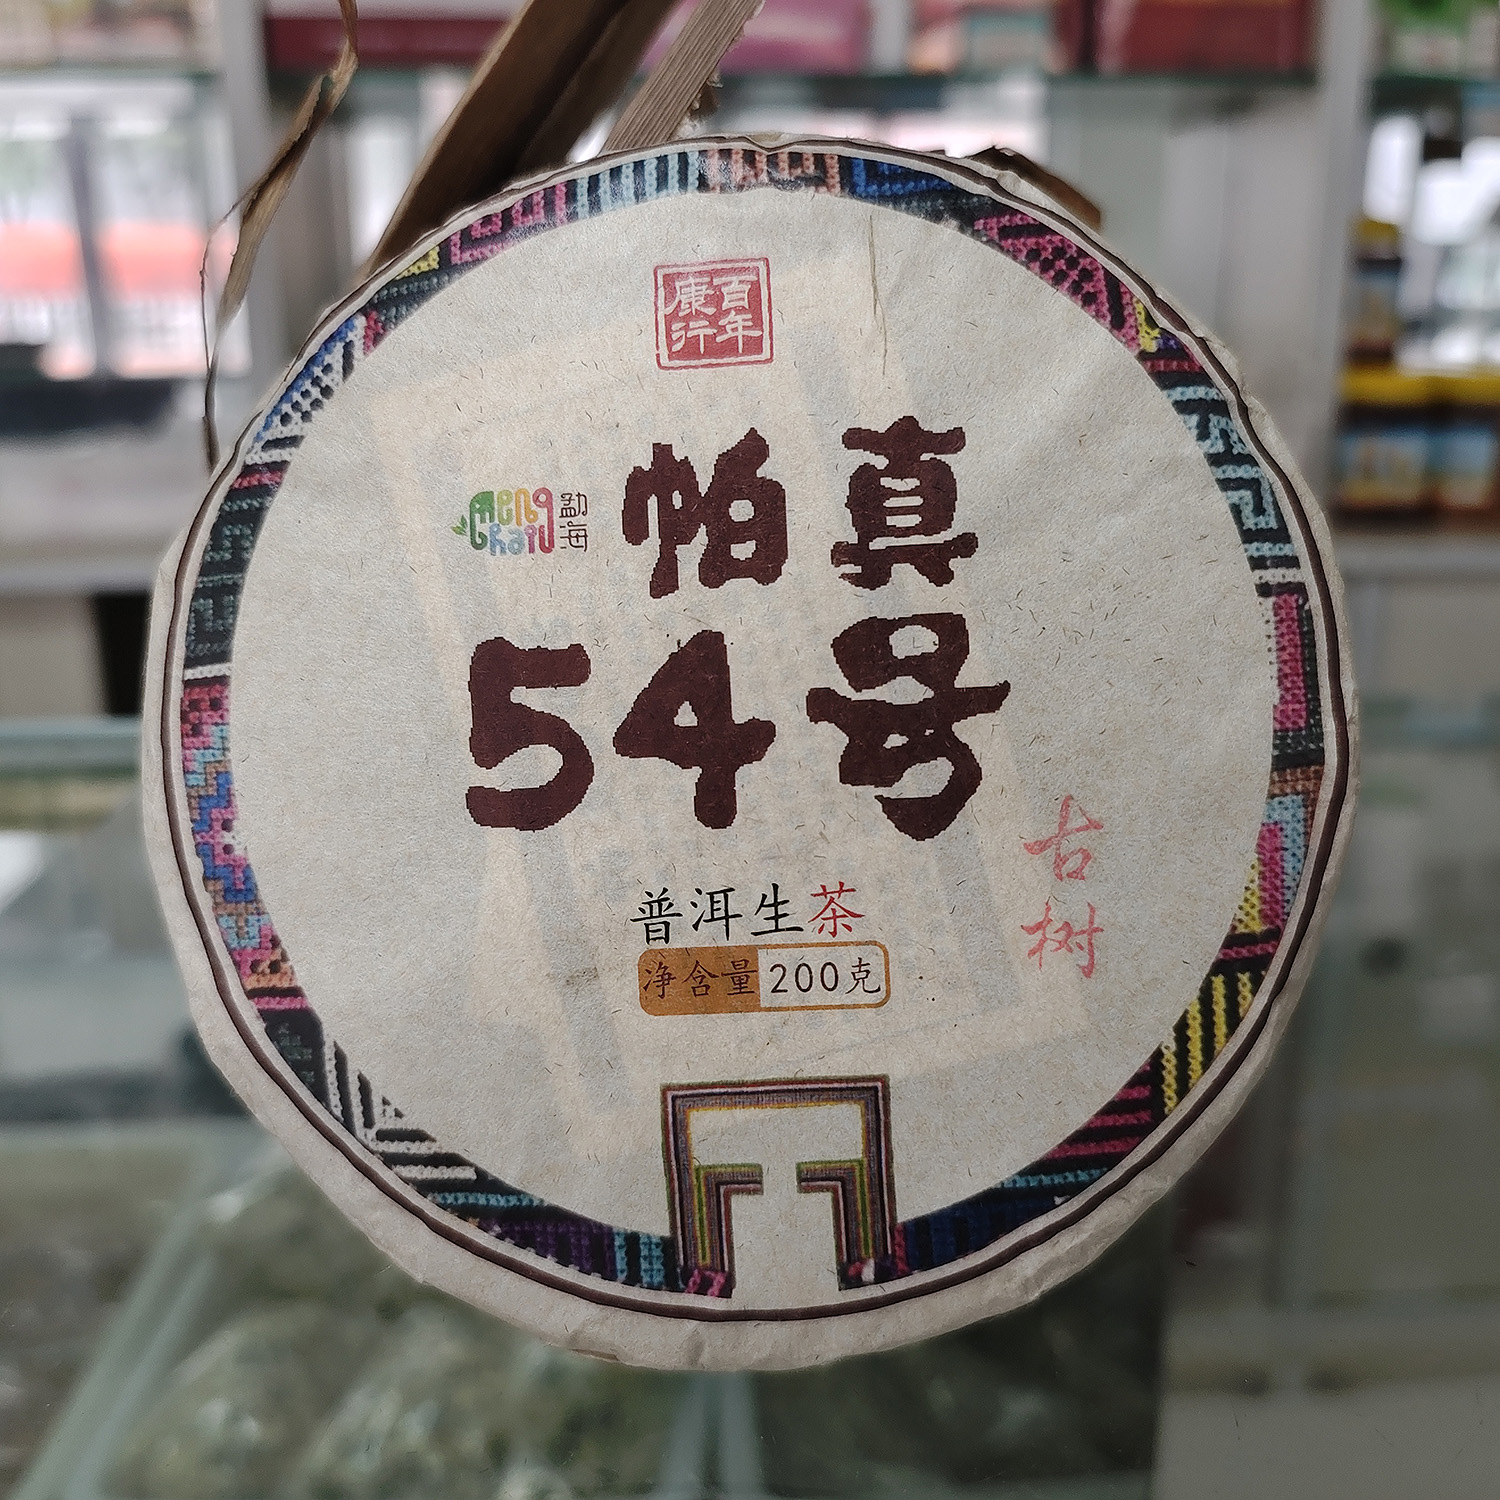 百年
康行
Meng
Hai
勐海
帕真
54号
古树
普洱生茶
净含量 200克